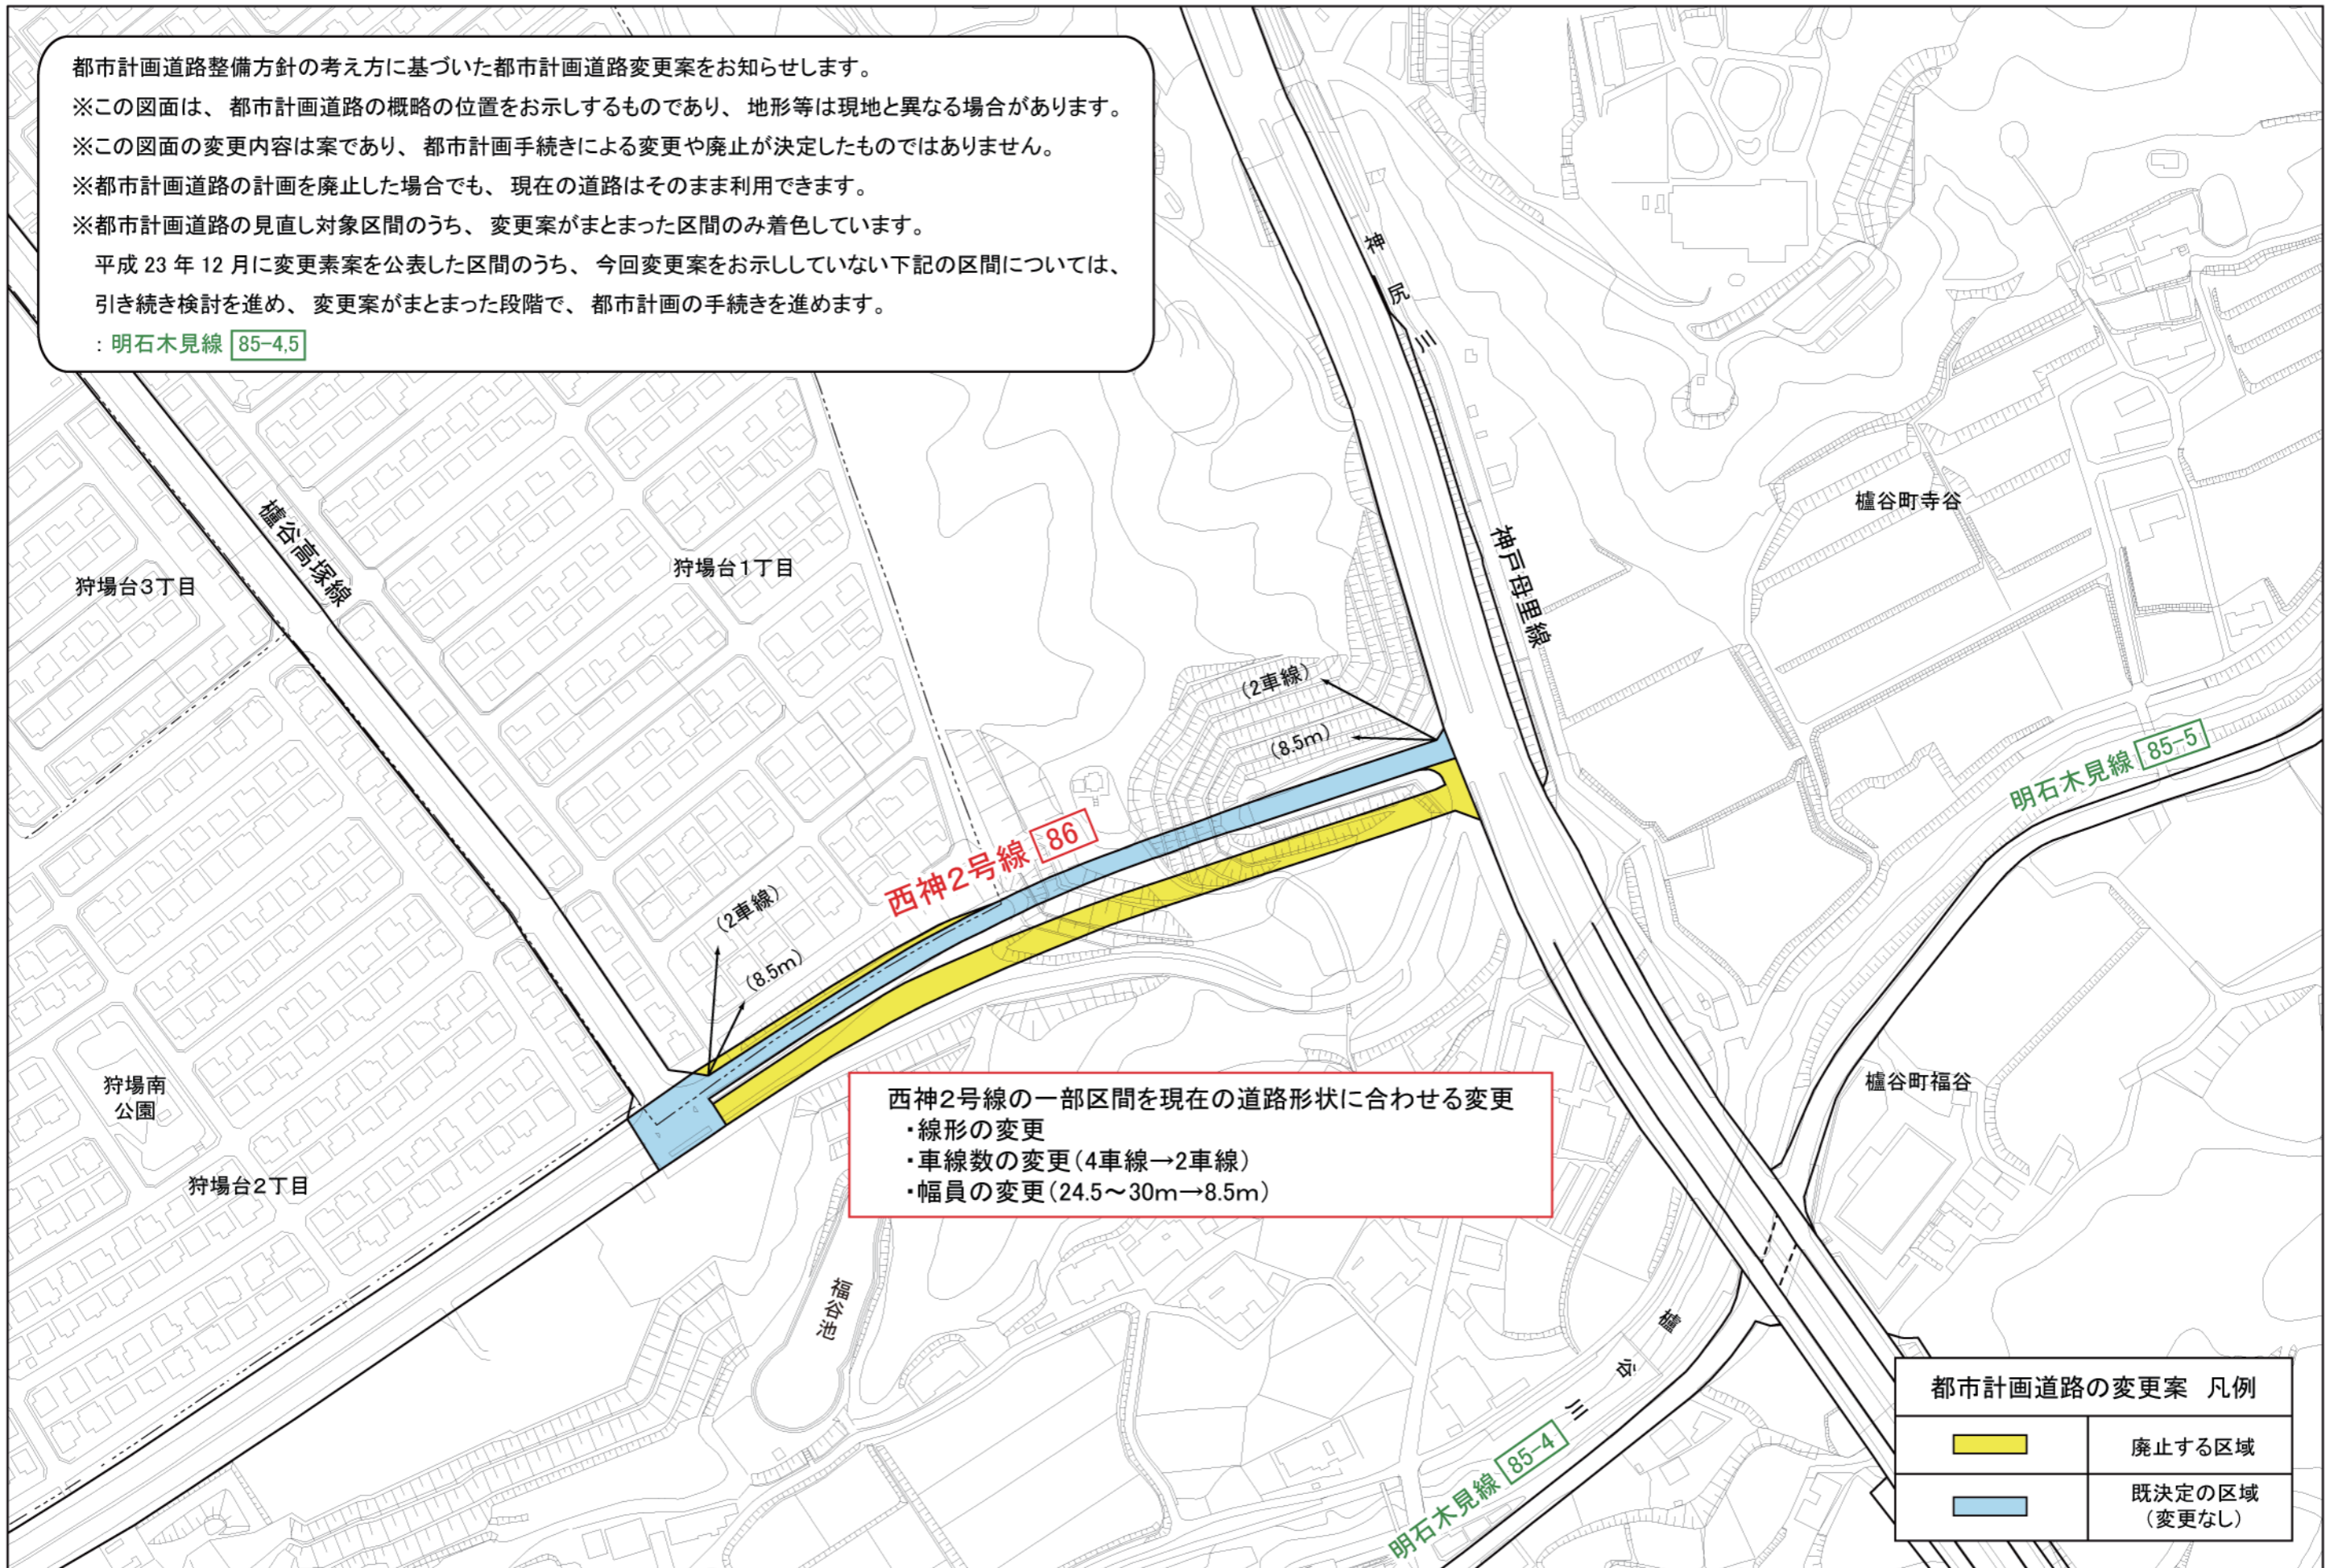 都市計画道路整備方針の考え方に基づいた都市計画道路変更案をお知らせします。
※この図面は、都市計画道路の概略の位置をお示しするものであり、地形等は現地と異なる場合があります。
※この図面の変更内容は案であり、都市計画手続きによる変更や廃止が決定したものではありません。
※都市計画道路の計画を廃止した場合でも、現在の道路はそのまま利用できます。
※都市計画道路の見直し対象区間のうち、変更案がまとまった区間のみ着色しています。
平成 23 年 12 月に変更素案を公表した区間のうち、今回変更案をお示ししていない下記の区間については、
引き続き検討を進め、変更案がまとまった段階で、都市計画の手続きを進めます。
：明石木見線 85-4,5
神尻川
櫨谷町寺谷
櫨谷高塚線
狩場台3丁目
狩場台1丁目
神戸母里線
（2車線）
（8.5m）
明石木見線 85-5
西神2号線 86
（2車線）
（8.5m）
狩場南
公園
狩場台2丁目
櫨谷町福谷
西神2号線の一部区間を現在の道路形状に合わせる変更
・線形の変更
・車線数の変更（4車線→2車線）
・幅員の変更（24.5～30m→8.5m）
福谷池
櫨谷川
明石木見線 85-4
都市計画道路の変更案 凡例
廃止する区域
既決定の区域
（変更なし）